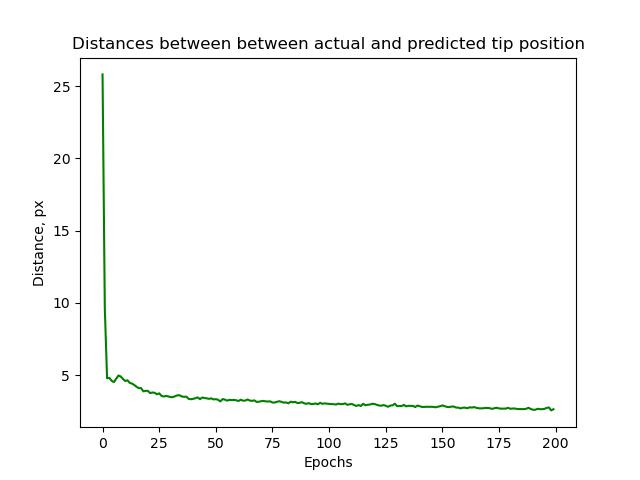 Distances between between actual and predicted tip position
25
20
15
10
5
Distance, px
0 25 50 75 100 125 150 175 200
Epochs